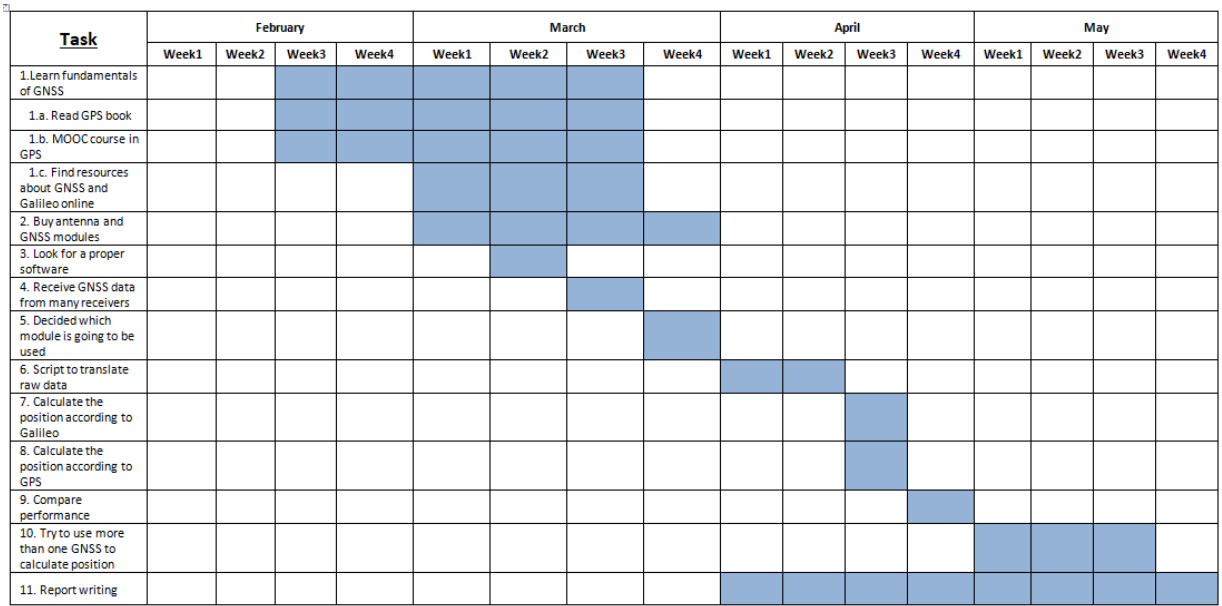 Task
February March April May
Week1 Week2 Week3 Week4 Week1 Week2 Week3 Week4 Week1 Week2 Week3 Week4 Week1 Week2 Week3 Week4
1.Learn fundamentals
of GNSS
1.a. Read GPS book
1.b. MOOC course in
GPS
1.c. Find resources
about GNSS and
Galileo online
2. Buy antenna and
GNSS modules
3. Look for a proper
software
4. Receive GNSS data
from many receivers
5. Decided which
module is going to be
used
6. Script to translate
raw data
7. Calculate the
position according to
Galileo
8. Calculate the
position according to
GPS
9. Compare
performance
10. Try to use more
than one GNSS to
calculate position
11. Report writing